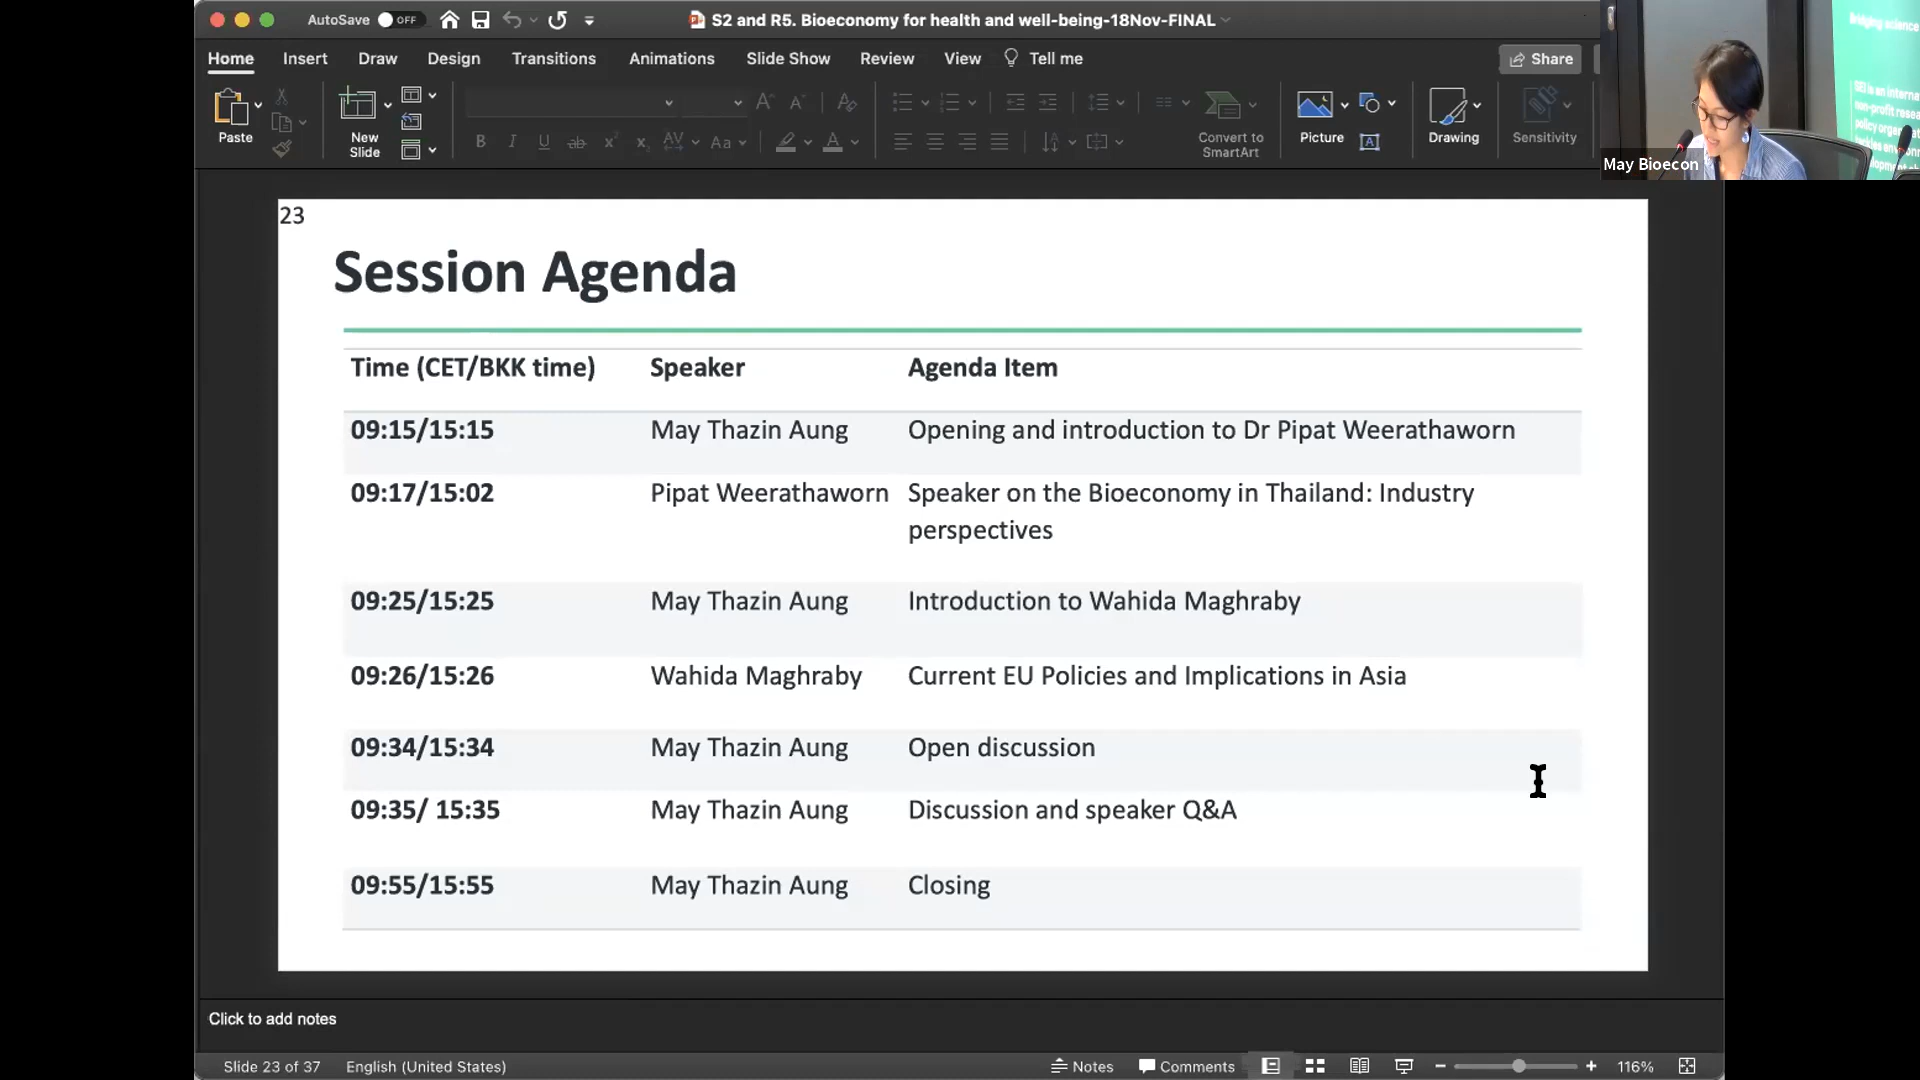 AutoSave OFF
S2 and R5. Bioeconomy for health and well-being-18Nov-FINAL
Home Insert Draw Design Transitions Animations Slide Show Review View Tell me
Share
Paste
New
Slide
Convert to
SmartArt
Picture
Drawing
Sensitivity
May Bioecon
23
Session Agenda
Time (CET/BKK time) Speaker Agenda Item
09:15/15:15 May Thazin Aung Opening and introduction to Dr Pipat Weerathaworn
09:17/15:02 Pipat Weerathaworn Speaker on the Bioeconomy in Thailand: Industry
perspectives
09:25/15:25 May Thazin Aung Introduction to Wahida Maghraby
09:26/15:26 Wahida Maghraby Current EU Policies and Implications in Asia
09:34/15:34 May Thazin Aung Open discussion
09:35/ 15:35 May Thazin Aung Discussion and speaker Q&A
09:55/15:55 May Thazin Aung Closing
Click to add notes
Slide 23 of 37 English (United States) Notes Comments 116%